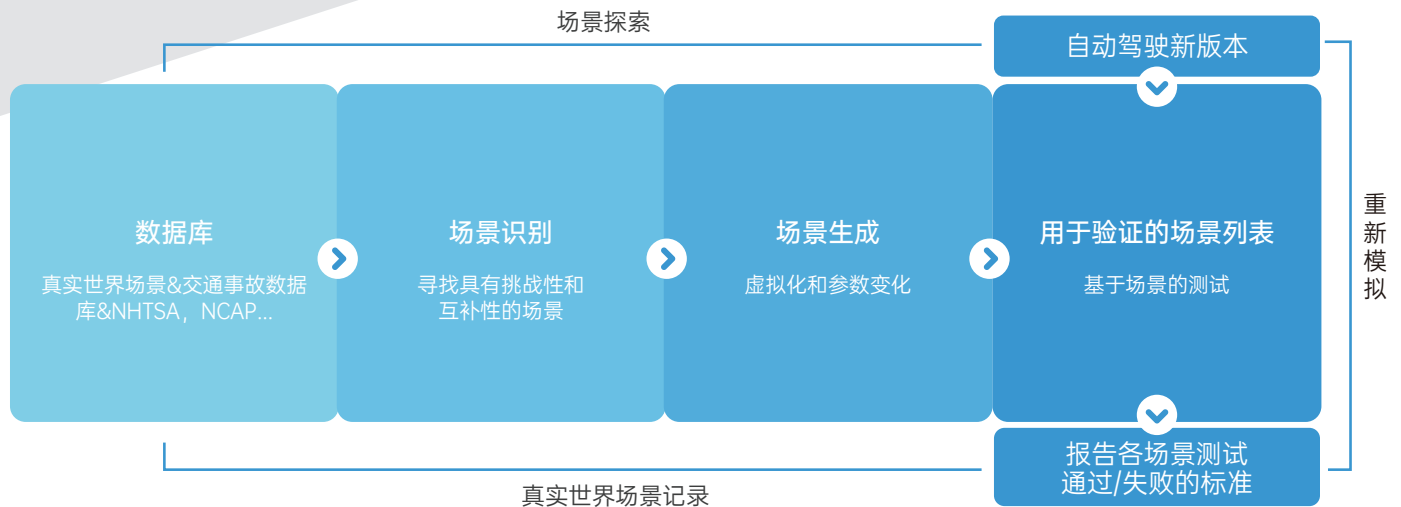 场景探索
自动驾驶新版本
数据库
真实世界场景&交通事故数据
库&NHTSA，NCAP...
场景识别
寻找具有挑战性和
互补性的场景
场景生成
虚拟化和参数变化
用于验证的场景列表
基于场景的测试
重新模拟
报告各场景测试
通过/失败的标准
真实世界场景记录